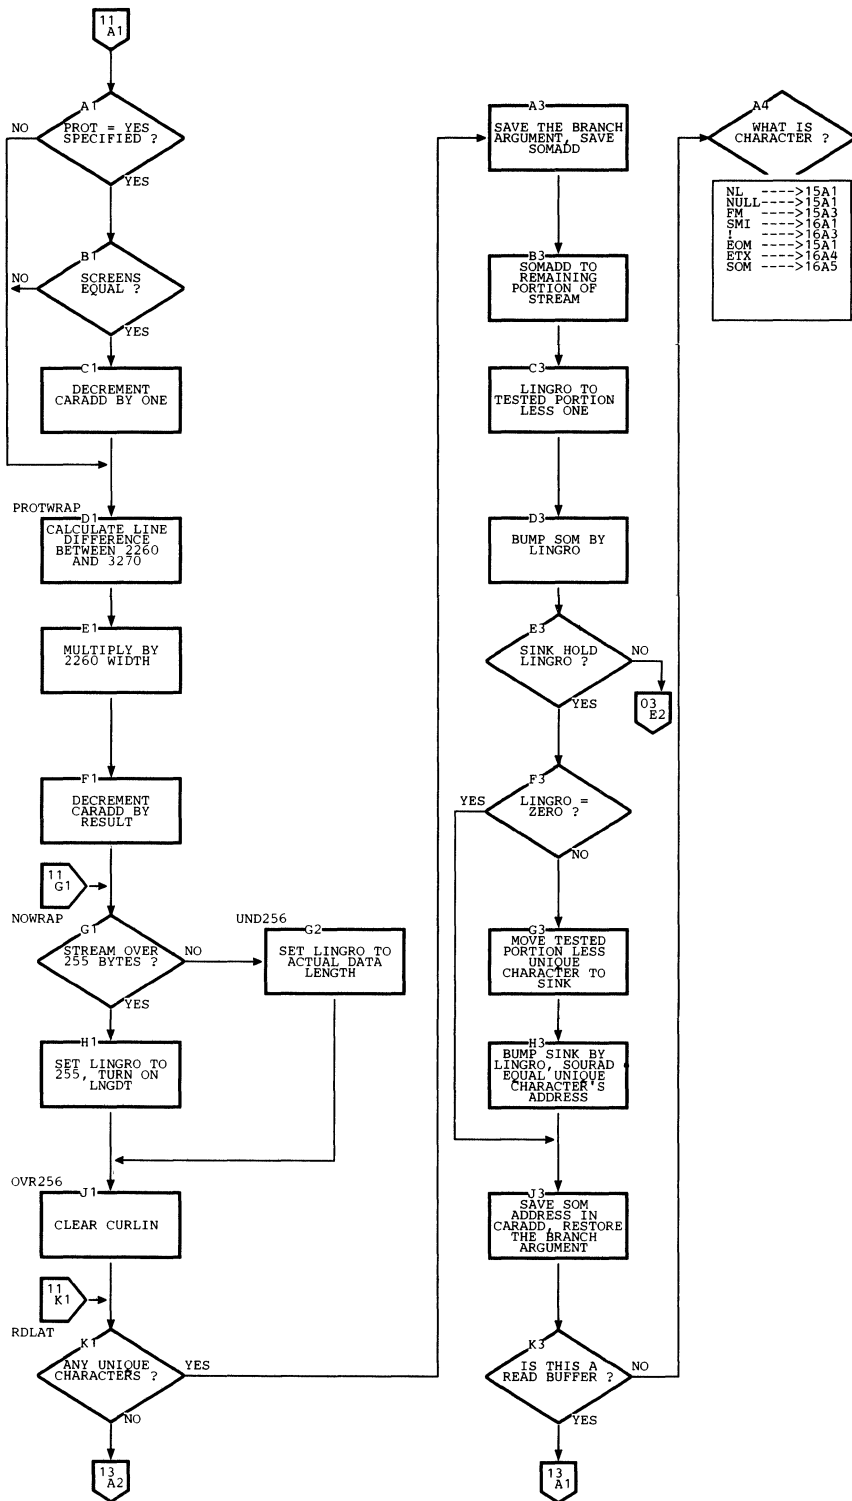 11
A1
A1
PROT = YES
SPECIFIED ?
NO
YES
B1
SCREENS
EQUAL ?
NO
YES
C1
DECREMENT
CARADD BY ONE
PROTWRAP
D1
CALCULATE LINE
DIFFERENCE
BETWEEN 2260
AND 3270
E1
MULTIPLY BY
2260 WIDTH
F1
DECREMENT
CARADD BY
RESULT
11
G1
NOWRAP
G1
STREAM OVER
255 BYTES ?
NO
YES
UND256
G2
SET LINGRO TO
ACTUAL DATA
LENGTH
H1
SET LINGRO TO
255, TURN ON
LNGDT
OVR256
J1
CLEAR CURLIN
11
K1
RDLAT
K1
ANY UNIQUE
CHARACTERS ?
YES
NO
13
A2
A3
SAVE THE BRANCH
ARGUMENT, SAVE
SOMADD
B3
SOMADD TO
REMAINING
PORTION OF
STREAM
C3
LINGRO TO
TESTED PORTION
LESS ONE
D3
BUMP SOM BY
LINGRO
E3
SINK HOLD
LINGRO ?
NO
YES
03
E2
F3
LINGRO =
ZERO ?
YES
NO
G3
MOVE TESTED
PORTION LESS
UNIQUE
CHARACTER TO
SINK
H3
BUMP SINK BY
LINGRO, SOURAD
EQUAL UNIQUE
CHARACTER'S
ADDRESS
J3
SAVE SOM
ADDRESS IN
CARADD, RESTORE
THE BRANCH
ARGUMENT
K3
IS THIS A
READ BUFFER ?
NO
YES
13
A1
A4
WHAT IS
CHARACTER ?
NL ---->15A1
NULL---->15A1
FM ---->15A3
SMI ---->16A1
! ---->16A3
EOM ---->15A1
ETX ---->16A4
SOM ---->16A5